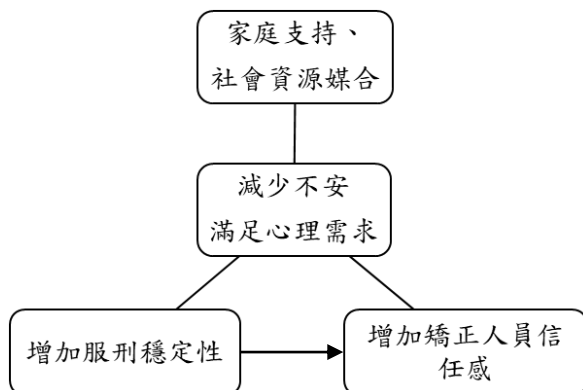 家庭支持、
社會資源媒合
減少不安
滿足心理需求
增加服刑穩定性
增加矯正人員信
任感